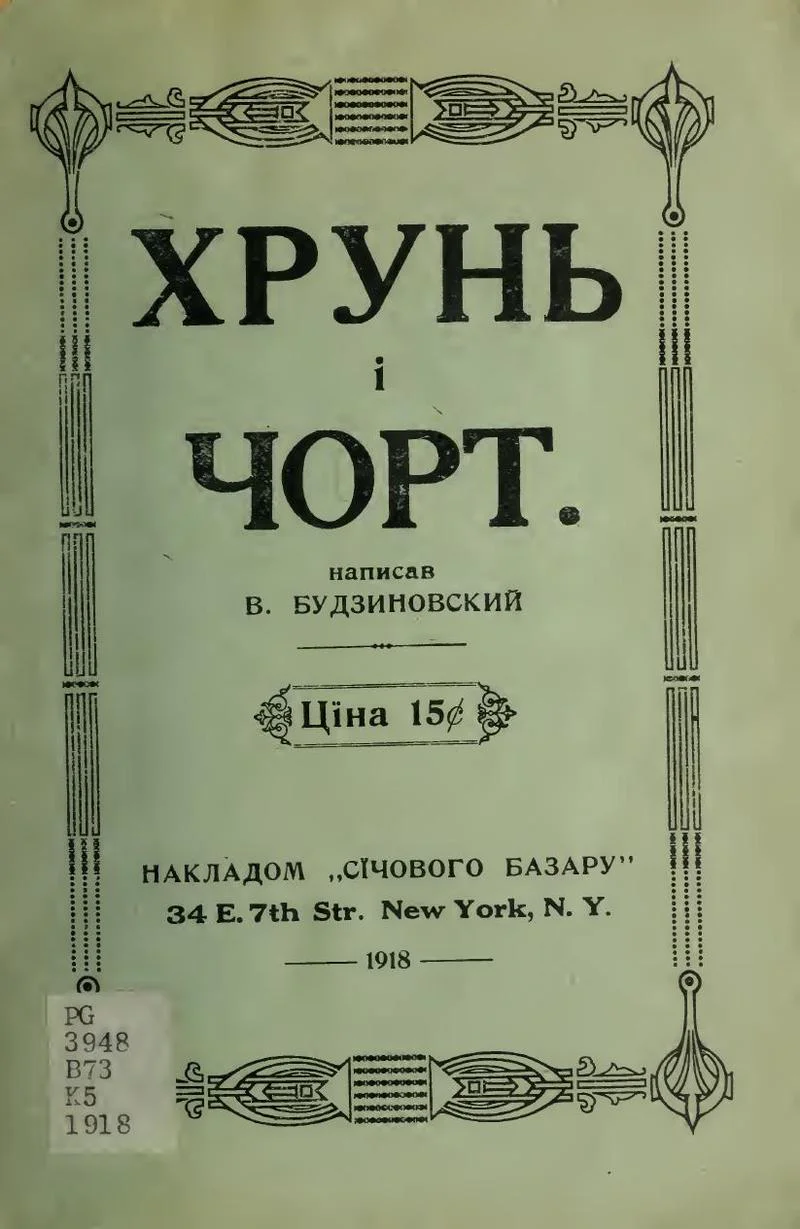 ХРУНЬ
і
ЧОРТ.
написав
В. БУДЗИНОВСКИЙ
Ціна 15¢
НАКЛАДОМ „СЇЧОВОГО БАЗАРУ”
34 E. 7th Str. New York, N. Y.
1918
PG
3948
B73
K5
1918